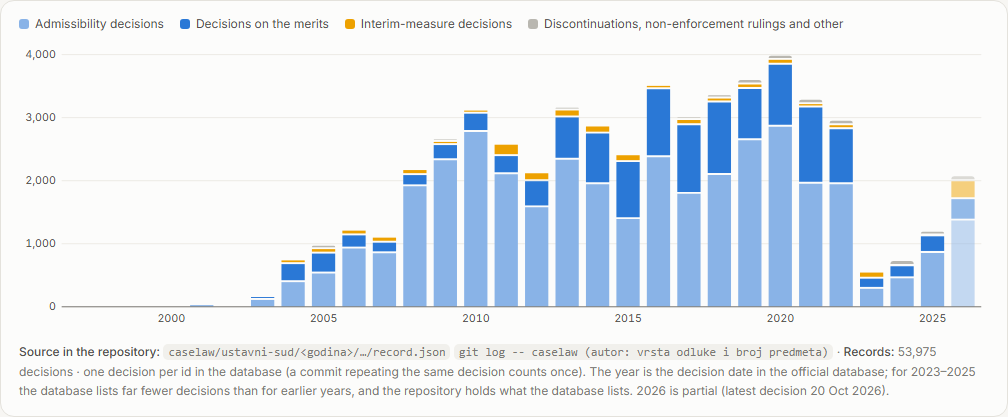 Admissibility decisions Decisions on the merits Interim-measure decisions Discontinuations, non-enforcement rulings and other
4,000
3,000
2,000
1,000
0
2000 2005 2010 2015 2020 2025
Source in the repository: caselaw/ustavni-sud/<godina>/…/record.json git log -- caselaw (autor: vrsta odluke i broj predmeta) · Records: 53,975
decisions · one decision per id in the database (a commit repeating the same decision counts once). The year is the decision date in the official database; for 2023–2025
the database lists far fewer decisions than for earlier years, and the repository holds what the database lists. 2026 is partial (latest decision 20 Oct 2026).